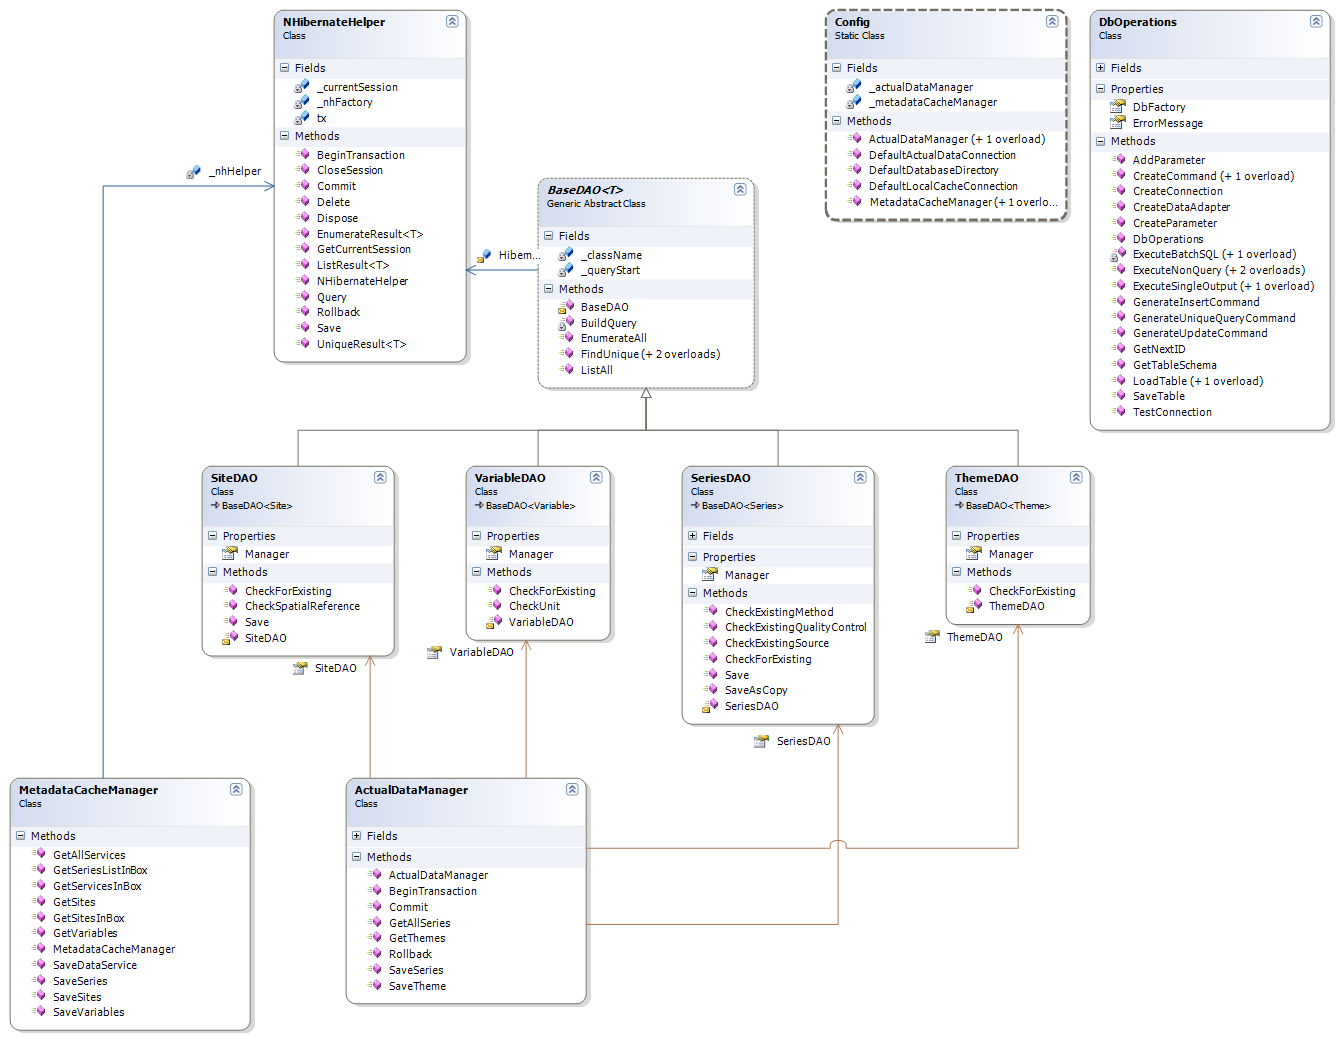 NHibernateHelper
Class
Fields
_currentSession
_nhFactory
tx
Methods
BeginTransaction
CloseSession
Commit
Delete
Dispose
EnumerateResult<T>
GetCurrentSession
ListResult<T>
NHibernateHelper
Query
Rollback
Save
UniqueResult<T>
_nhHelper
Hibern...
BaseDAO<T>
Generic Abstract Class
Fields
_className
_queryStart
Methods
BaseDAO
BuildQuery
EnumerateAll
FindUnique (+ 2 overloads)
ListAll
Config
Static Class
Fields
_actualDataManager
_metadataCacheManager
Methods
ActualDataManager (+ 1 overload)
DefaultActualDataConnection
DefaultDatabaseDirectory
DefaultLocalCacheConnection
MetadataCacheManager (+ 1 overlo...
DbOperations
Class
Fields
Properties
DbFactory
ErrorMessage
Methods
AddParameter
CreateCommand (+ 1 overload)
CreateConnection
CreateDataAdapter
CreateParameter
DbOperations
ExecuteBatchSQL (+ 1 overload)
ExecuteNonQuery (+ 2 overloads)
ExecuteSingleOutput (+ 1 overload)
GenerateInsertCommand
GenerateUniqueQueryCommand
GenerateUpdateCommand
GetNextID
GetTableSchema
LoadTable (+ 1 overload)
SaveTable
TestConnection
SiteDAO
Class
BaseDAO<Site>
Properties
Manager
Methods
CheckForExisting
CheckSpatialReference
Save
SiteDAO
SiteDAO
VariableDAO
Class
BaseDAO<Variable>
Properties
Manager
Methods
CheckForExisting
CheckUnit
VariableDAO
VariableDAO
SeriesDAO
Class
BaseDAO<Series>
Fields
Properties
Manager
Methods
CheckExistingMethod
CheckExistingQualityControl
CheckExistingSource
CheckForExisting
Save
SaveAsCopy
SeriesDAO
SeriesDAO
ThemeDAO
Class
BaseDAO<Theme>
Properties
Manager
Methods
CheckForExisting
ThemeDAO
ThemeDAO
MetadataCacheManager
Class
Methods
GetAllServices
GetSeriesListInBox
GetServicesInBox
GetSites
GetSitesInBox
GetVariables
MetadataCacheManager
SaveDataService
SaveSeries
SaveSites
SaveVariables
ActualDataManager
Class
Fields
Methods
ActualDataManager
BeginTransaction
Commit
GetAllSeries
GetThemes
Rollback
SaveSeries
SaveTheme